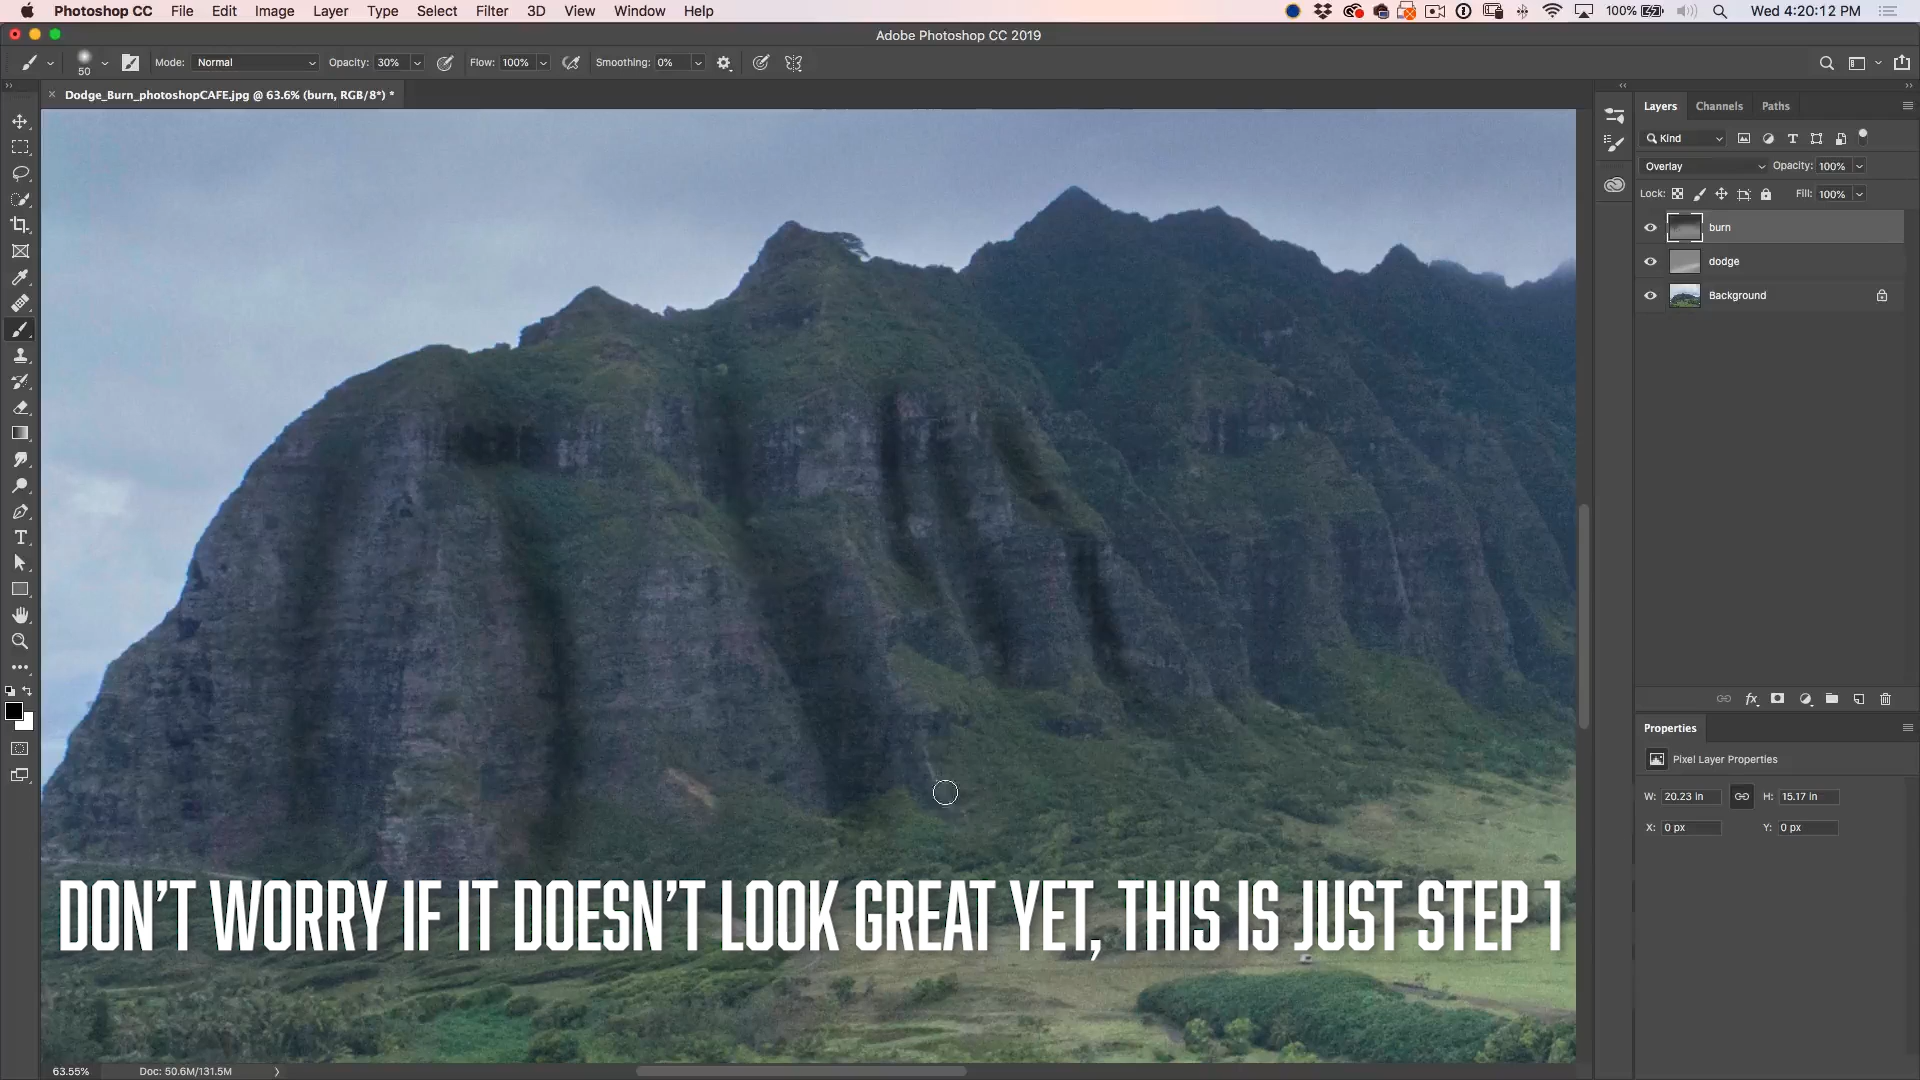 Photoshop CC File Edit Image Layer Type Select Filter 3D View Window Help 100% Wed 4:20:12 PM
Adobe Photoshop CC 2019
50 Mode: Normal Opacity: 30% Flow: 100% Smoothing: 0%
Dodge_Burn_photoshopCAFE.jpg @ 63.6% (burn, RGB/8*) *
Layers Channels Paths
Kind
Overlay Opacity: 100%
Lock: Fill: 100%
burn
dodge
Background
Properties
Pixel Layer Properties
W: 20.23 in H: 15.17 in
X: 0 px Y: 0 px
DON'T WORRY IF IT DOESN'T LOOK GREAT YET, THIS IS JUST STEP 1
63.55% Doc: 50.6M/131.5M